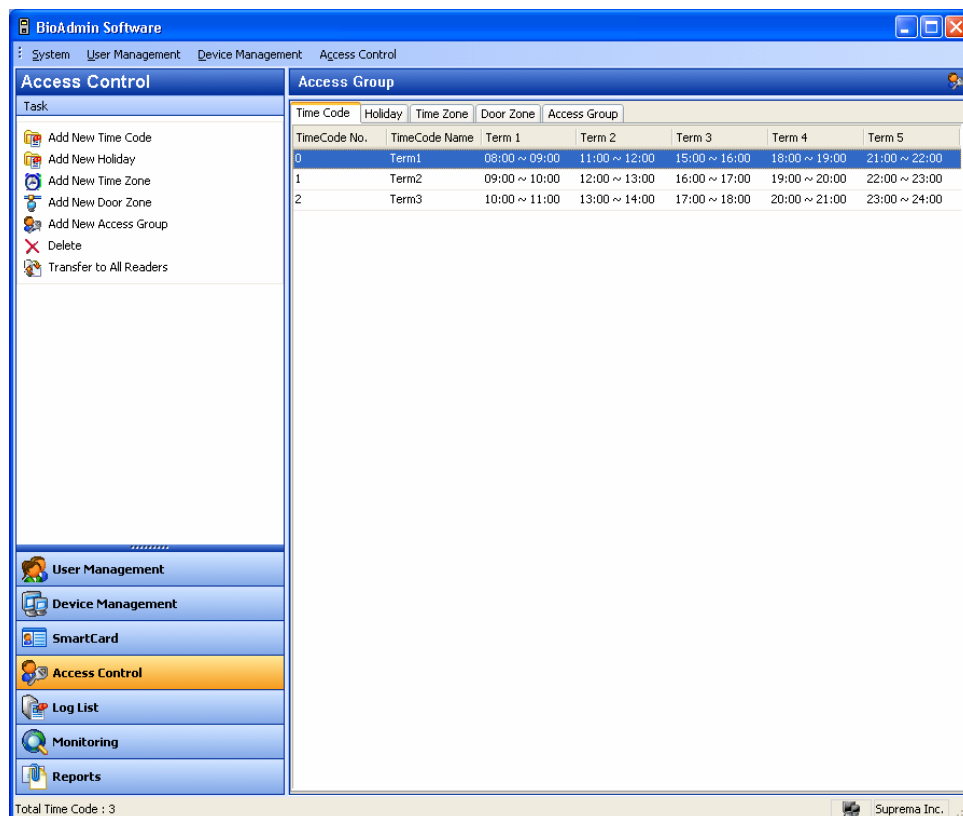 BioAdmin Software
System User Management Device Management Access Control
Access Control
Task
Add New Time Code
Add New Holiday
Add New Time Zone
Add New Door Zone
Add New Access Group
Delete
Transfer to All Readers
User Management
Device Management
SmartCard
Access Control
Log List
Monitoring
Reports
Access Group
Time Code Holiday Time Zone Door Zone Access Group
TimeCode No. TimeCode Name Term 1 Term 2 Term 3 Term 4 Term 5
0 Term1 08:00 ~ 09:00 11:00 ~ 12:00 15:00 ~ 16:00 18:00 ~ 19:00 21:00 ~ 22:00
1 Term2 09:00 ~ 10:00 12:00 ~ 13:00 16:00 ~ 17:00 19:00 ~ 20:00 22:00 ~ 23:00
2 Term3 10:00 ~ 11:00 13:00 ~ 14:00 17:00 ~ 18:00 20:00 ~ 21:00 23:00 ~ 24:00
Total Time Code : 3 Suprema Inc.